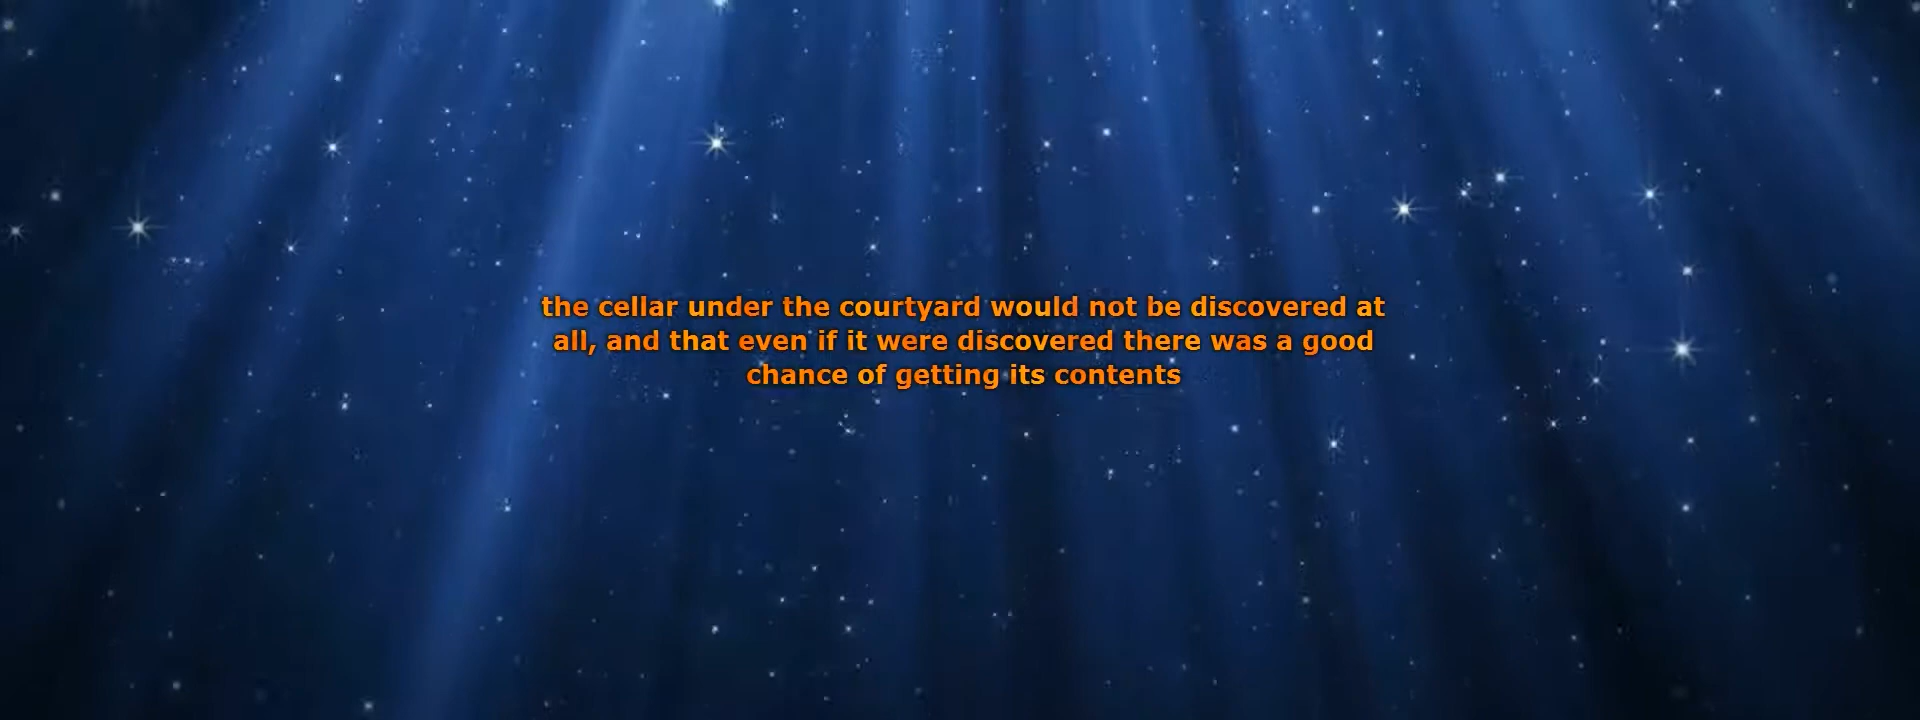 the cellar under the courtyard would not be discovered at
all, and that even if it were discovered there was a good
chance of getting its contents